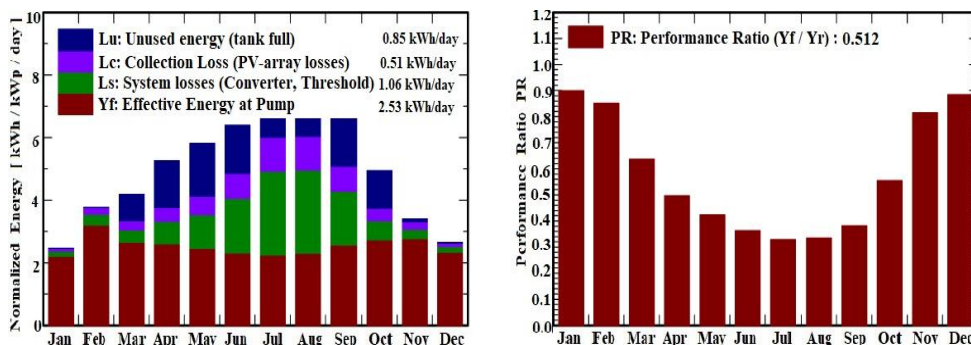 Normalized Energy [ kWh / kWp / day ]
10
8
6
4
2
0
Lu: Unused energy (tank full) 0.85 kWh/day
Lc: Collection Loss (PV-array losses) 0.51 kWh/day
Ls: System losses (Converter, Threshold) 1.06 kWh/day
Yf: Effective Energy at Pump 2.53 kWh/day
Jan Feb Mar Apr May Jun Jul Aug Sep Oct Nov Dec
Performance Ratio PR
1.2
1.1
1.0
0.9
0.8
0.7
0.6
0.5
0.4
0.3
0.2
0.1
0.0
PR: Performance Ratio (Yf / Yr) : 0.512
Jan Feb Mar Apr May Jun Jul Aug Sep Oct Nov Dec